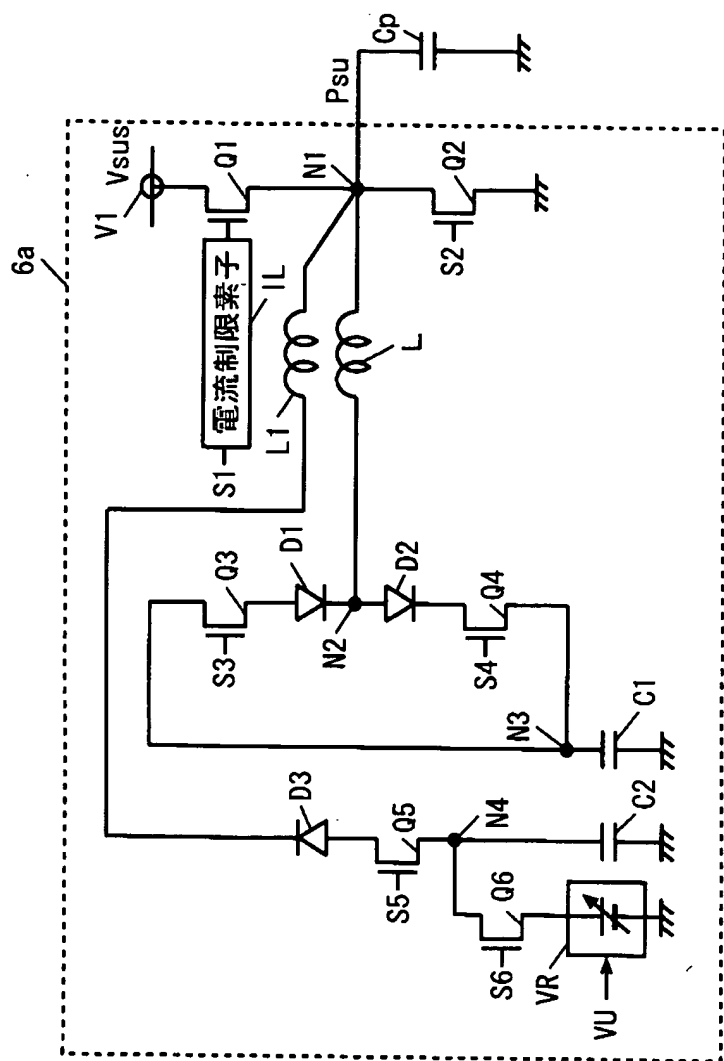 6a
V1
Vsus
S1
電流制限素子
IL
Q1
N1
Psu
Cp
L1
L
S2
Q2
S3
Q3
D1
N2
D2
S4
Q4
N3
C1
D3
S5
Q5
N4
C2
S6
Q6
VR
VU